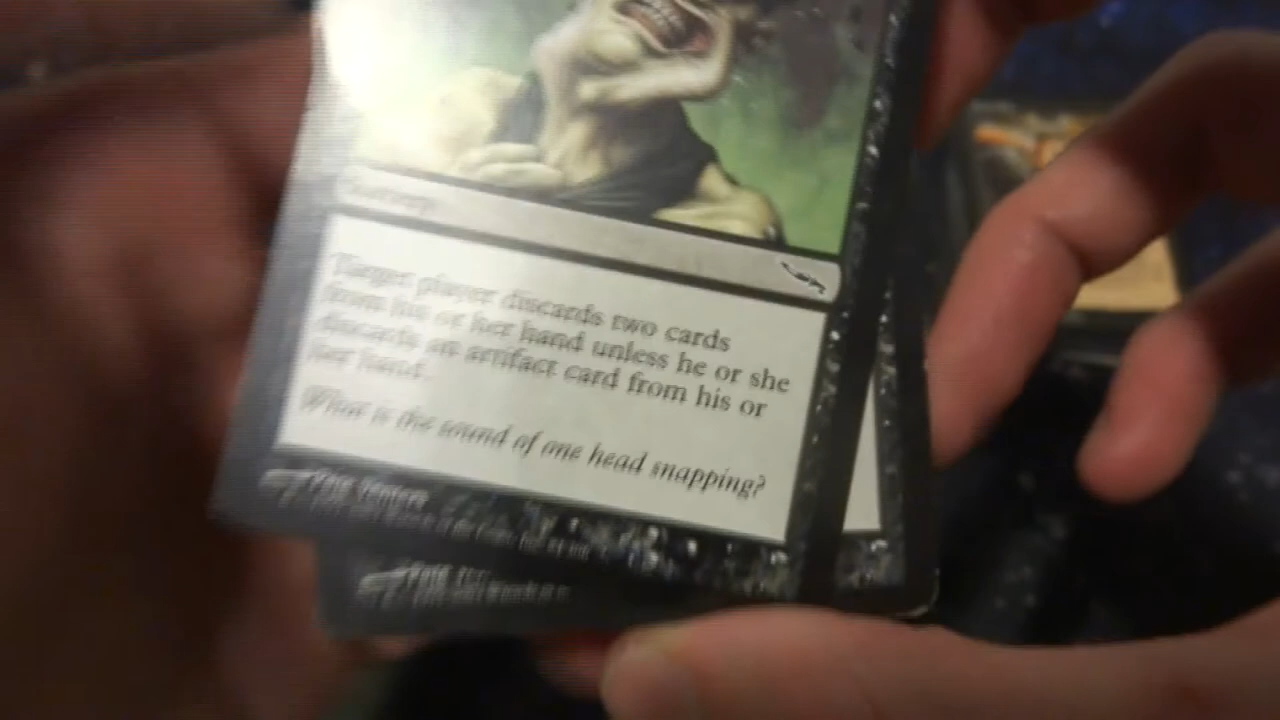 Sorcery
Target player discards two cards
from his or her hand unless he or she
discards an artifact card from his or
her hand.
What is the sound of one head snapping?